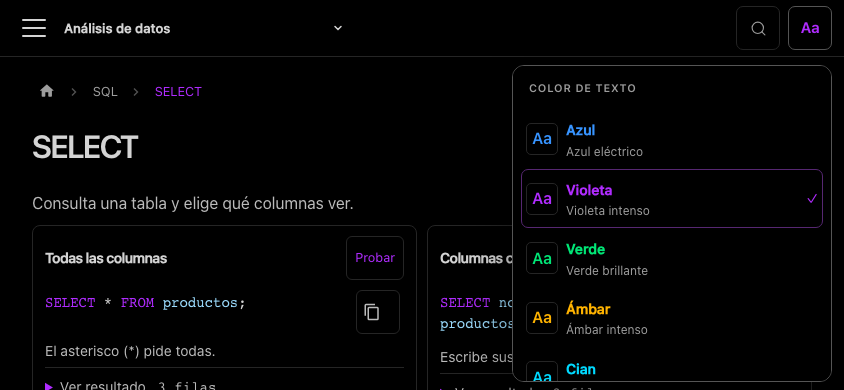 Análisis de datos
Aa
SQL
SELECT
SELECT
Consulta una tabla y elige qué columnas ver.
Todas las columnas
Probar
SELECT * FROM productos;
El asterisco (*) pide todas.
Ver resultado 3 filas
Columnas
SELECT
productos
Escribe sus
COLOR DE TEXTO
Aa
Azul
Azul eléctrico
Aa
Violeta
Violeta intenso
Aa
Verde
Verde brillante
Aa
Ámbar
Ámbar intenso
Aa
Cian